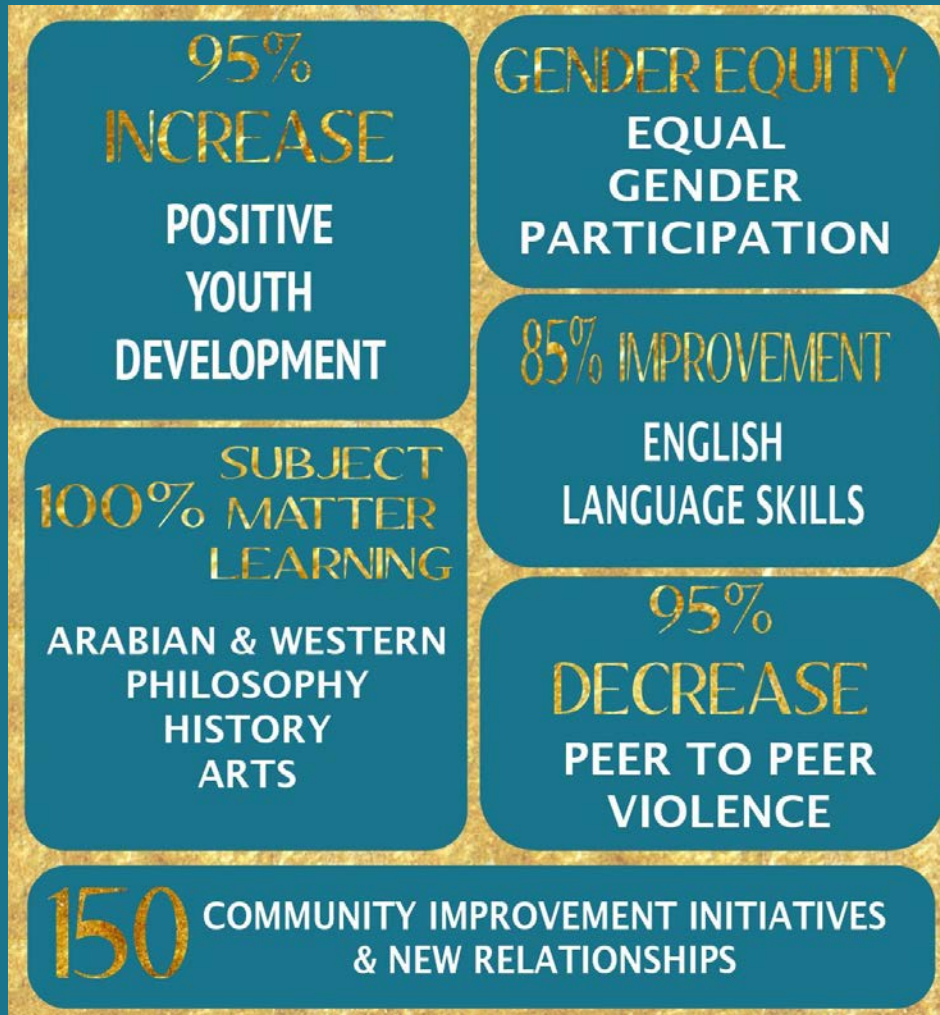 95%
INCREASE
POSITIVE
YOUTH
DEVELOPMENT
GENDER EQUITY
EQUAL
GENDER
PARTICIPATION
85% IMPROVEMENT
ENGLISH
LANGUAGE SKILLS
100% SUBJECT
MATTER
LEARNING
ARABIAN & WESTERN
PHILOSOPHY
HISTORY
ARTS
95%
DECREASE
PEER TO PEER
VIOLENCE
150 COMMUNITY IMPROVEMENT INITIATIVES
& NEW RELATIONSHIPS